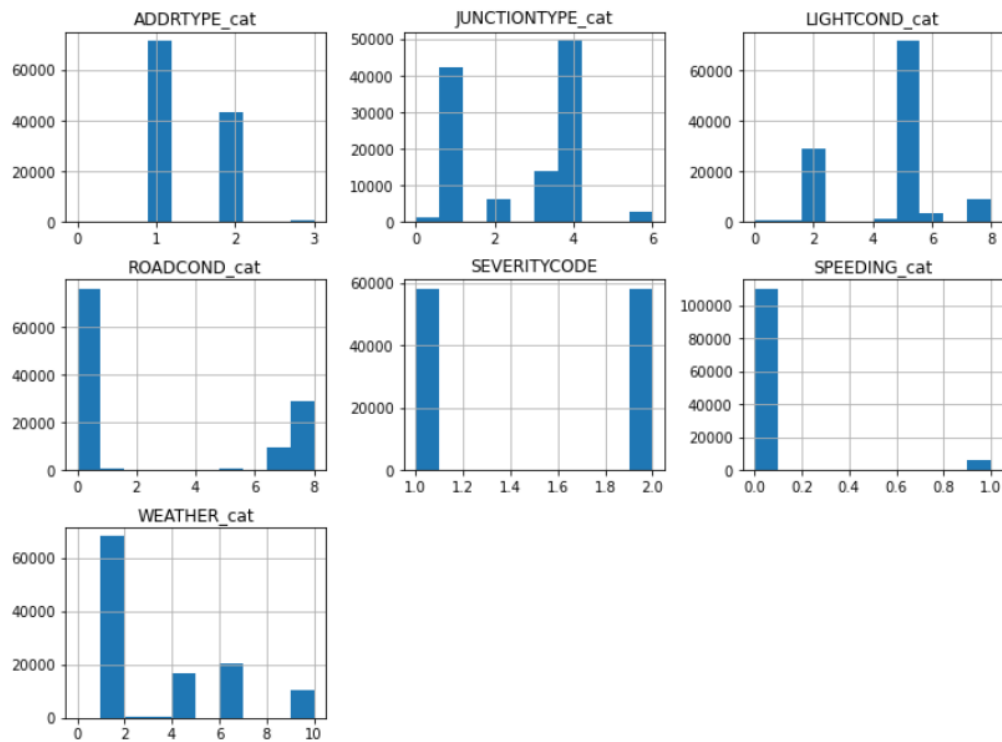 ADDRTYPE_cat JUNCTIONTYPE_cat LIGHTCOND_cat
60000 40000 20000 0
0 1 2 3
50000 40000 30000 20000 10000 0
0 2 4 6
60000 40000 20000 0
0 2 4 6 8
ROADCOND_cat SEVERITYCODE SPEEDING_cat
60000 40000 20000 0
0 2 4 6 8
60000 40000 20000 0
1.0 1.2 1.4 1.6 1.8 2.0
100000 80000 60000 40000 20000 0
0.0 0.2 0.4 0.6 0.8 1.0
WEATHER_cat
60000 40000 20000 0
0 2 4 6 8 10